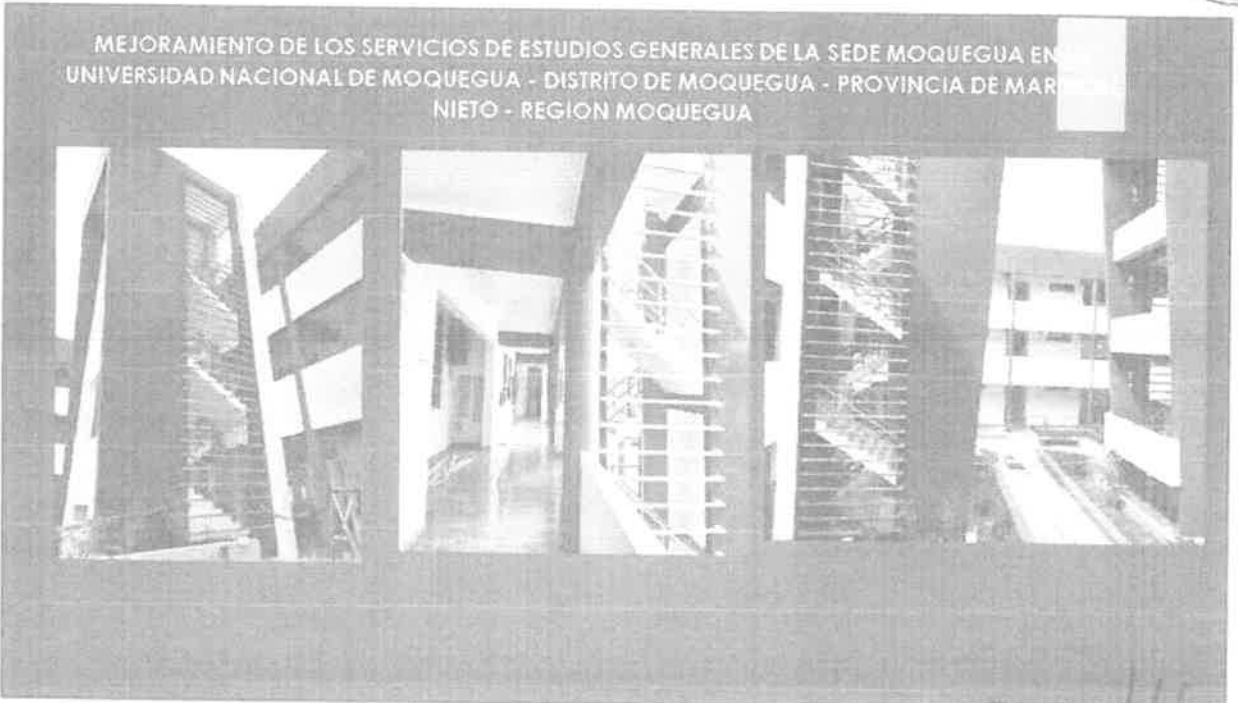 MEJORAMIENTO DE LOS SERVICIOS DE ESTUDIOS GENERALES DE LA SEDE MOQUEGUA EN
UNIVERSIDAD NACIONAL DE MOQUEGUA - DISTRITO DE MOQUEGUA - PROVINCIA DE
NIETO - REGION MOQUEGUA